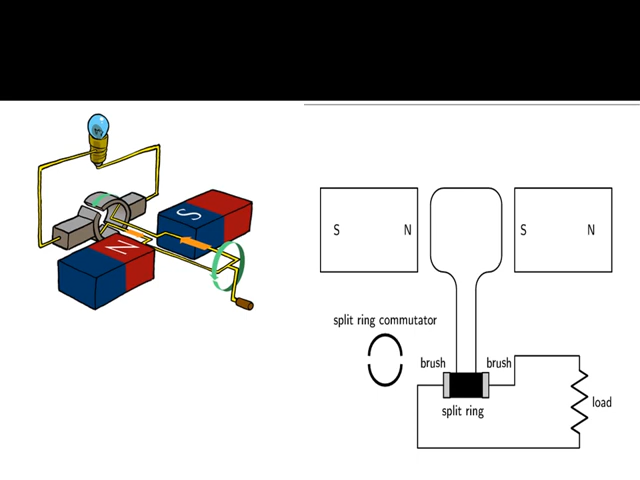 S
N
S N
S N
split ring commutator
brush
brush
split ring
load